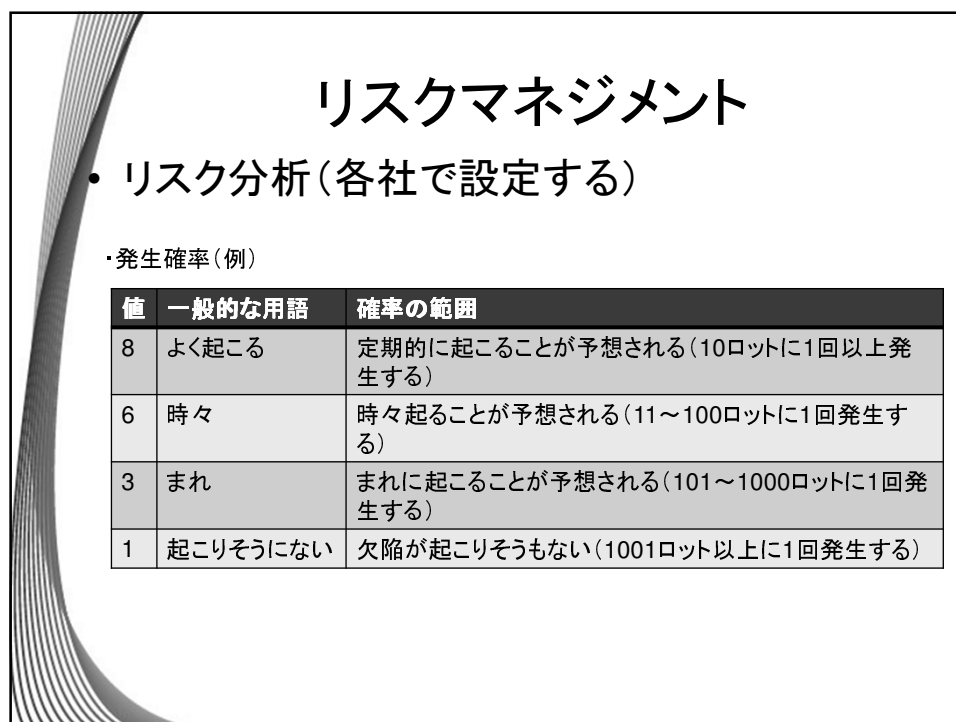 リスクマネジメント
• リスク分析(各社で設定する)
・発生確率(例)
値 一般的な用語 確率の範囲
8 よく起こる 定期的に起こることが予想される(10ロットに1回以上発
生する)
6 時々 時々起ることが予想される(11~100ロットに1回発生す
る)
3 まれ まれに起こることが予想される(101~1000ロットに1回発
生する)
1 起こりそうにない 欠陥が起こりそうもない(1001ロット以上に1回発生する)